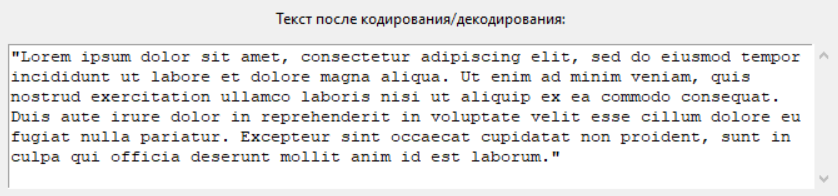 Текст после кодирования/декодирования:
"Lorem ipsum dolor sit amet, consectetur adipiscing elit, sed do eiusmod tempor
incididunt ut labore et dolore magna aliqua. Ut enim ad minim veniam, quis
nostrud exercitation ullamco laboris nisi ut aliquip ex ea commodo consequat.
Duis aute irure dolor in reprehenderit in voluptate velit esse cillum dolore eu
fugiat nulla pariatur. Excepteur sint occaecat cupidatat non proident, sunt in
culpa qui officia deserunt mollit anim id est laborum."